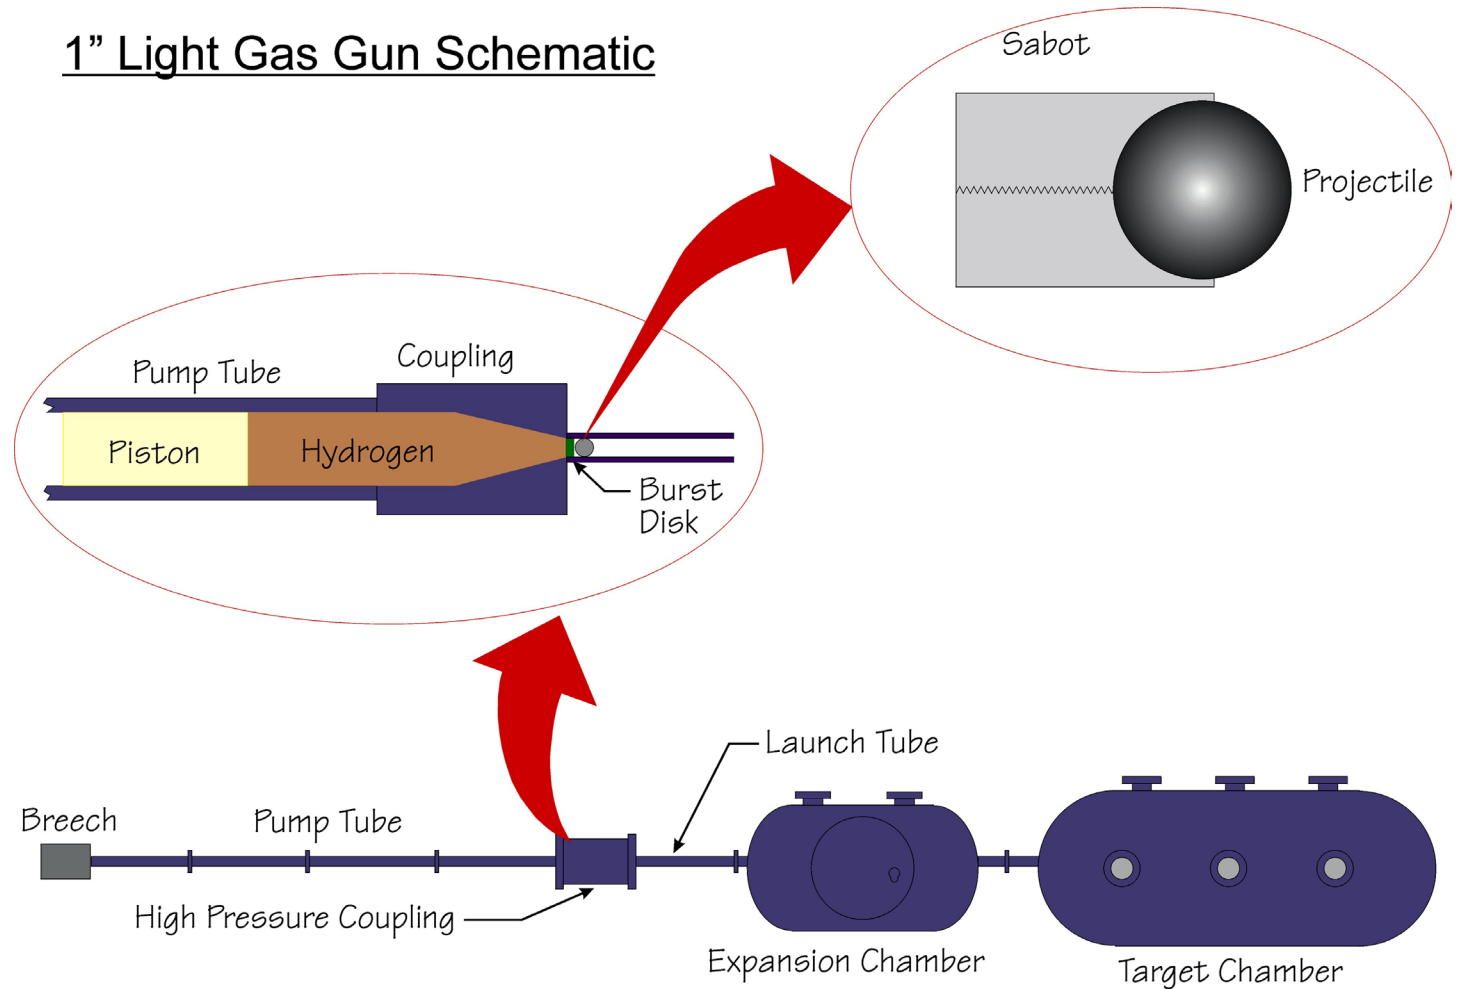 1” Light Gas Gun Schematic
Sabot
Projectile
Pump Tube
Coupling
Piston
Hydrogen
Burst
Disk
Launch Tube
Breech
Pump Tube
High Pressure Coupling
Expansion Chamber
Target Chamber